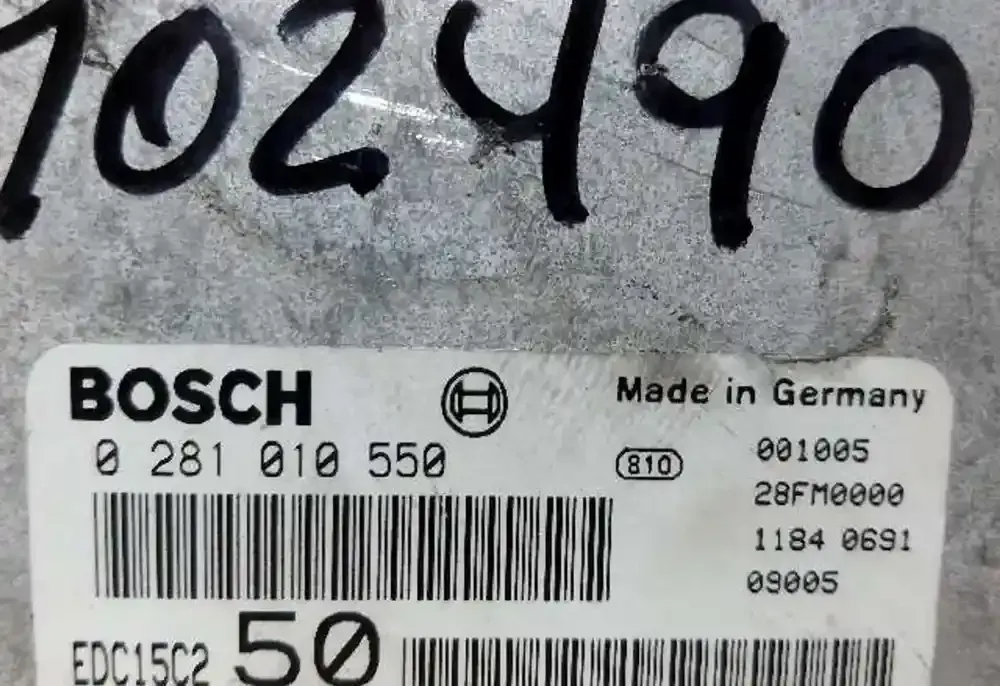 102490
BOSCH
Made in Germany
0 281 010 550
810
001005
28FM0000
1184 0691
09005
EDC15C2 50